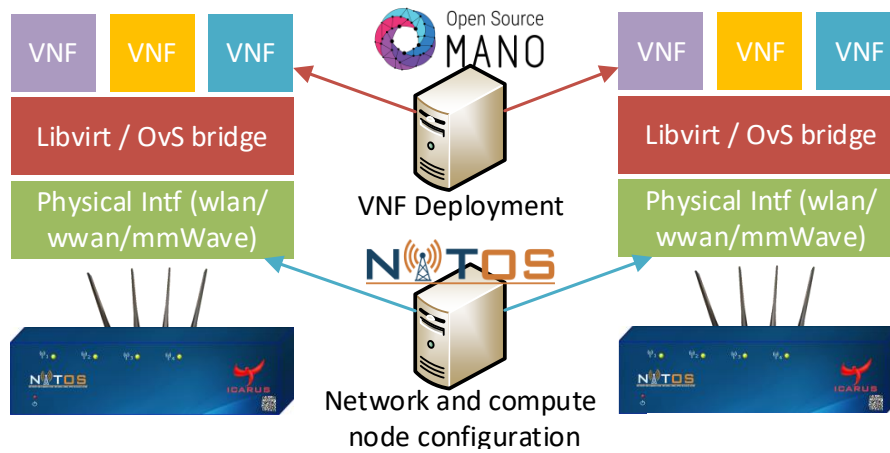 VNF
VNF
VNF
Libvirt / OvS bridge
Physical Intf (wlan/
wwan/mmWave)
NITOS
ICARUS
Open Source
MANO
VNF Deployment
NITOS
Network and compute
node configuration
VNF
VNF
VNF
Libvirt / OvS bridge
Physical Intf (wlan/
wwan/mmWave)
NITOS
ICARUS